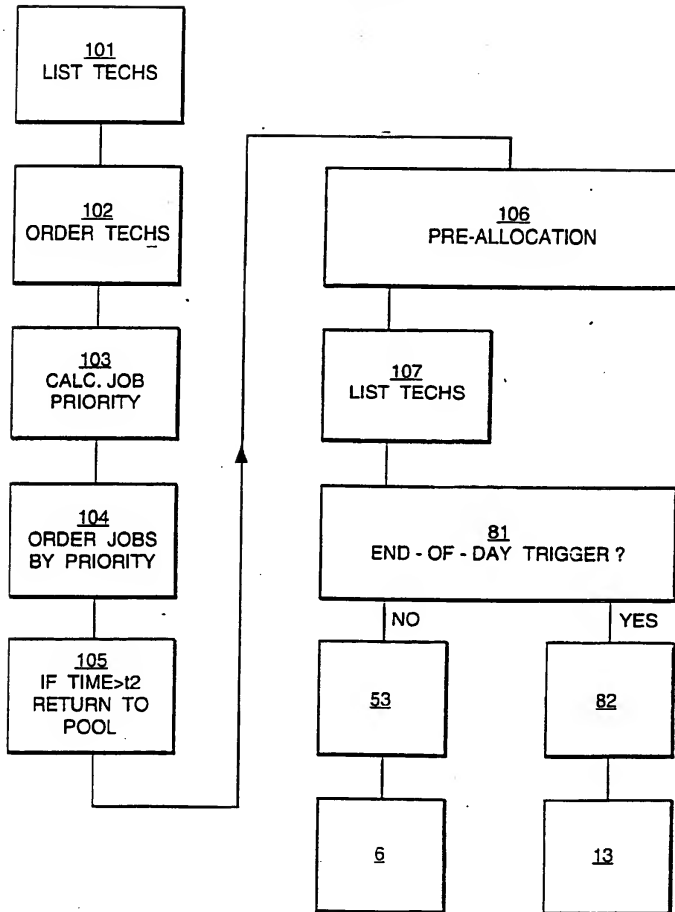 101
LIST TECHS
102
ORDER TECHS
103
CALC. JOB
PRIORITY
104
ORDER JOBS
BY PRIORITY
105
IF TIME>t2
RETURN TO
POOL
106
PRE-ALLOCATION
107
LIST TECHS
81
END - OF - DAY TRIGGER ?
NO
YES
53
82
6
13